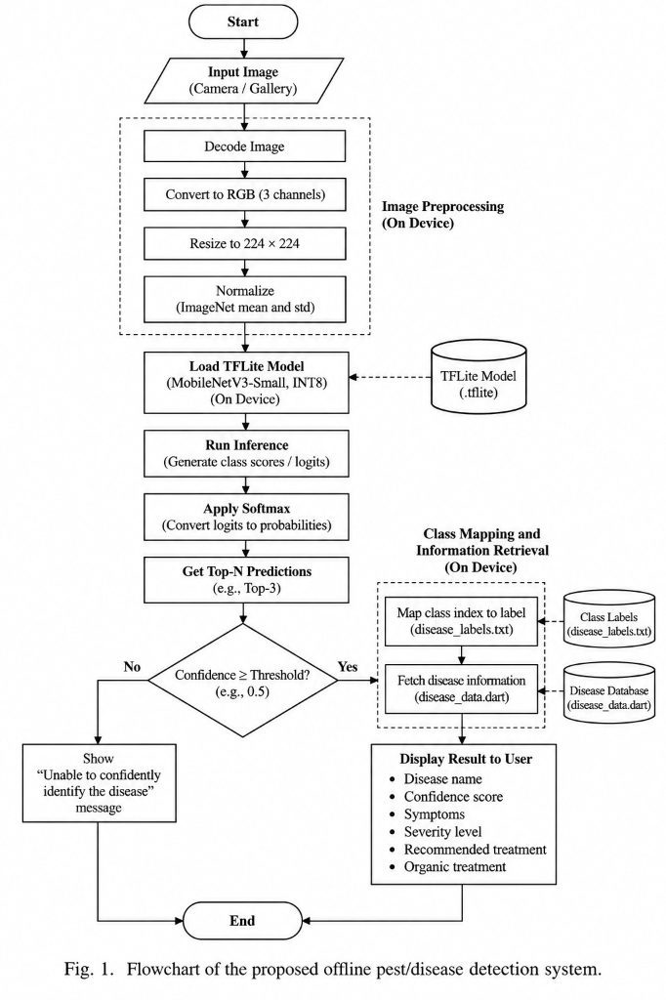 Start
Input Image
(Camera / Gallery)
Decode Image
Convert to RGB (3 channels)
Resize to 224 × 224
Normalize
(ImageNet mean and std)
Image Preprocessing
(On Device)
Load TFLite Model
(MobileNetV3-Small, INT8)
(On Device)
TFLite Model
(.tflite)
Run Inference
(Generate class scores / logits)
Apply Softmax
(Convert logits to probabilities)
Get Top-N Predictions
(e.g., Top-3)
Confidence ≥ Threshold?
(e.g., 0.5)
No
Yes
Class Mapping and
Information Retrieval
(On Device)
Map class index to label
(disease_labels.txt)
Class Labels
(disease_labels.txt)
Fetch disease information
(disease_data.dart)
Disease Database
(disease_data.dart)
Show
“Unable to confidently
identify the disease”
message
Display Result to User
• Disease name
• Confidence score
• Symptoms
• Severity level
• Recommended treatment
• Organic treatment
End
Fig. 1. Flowchart of the proposed offline pest/disease detection system.